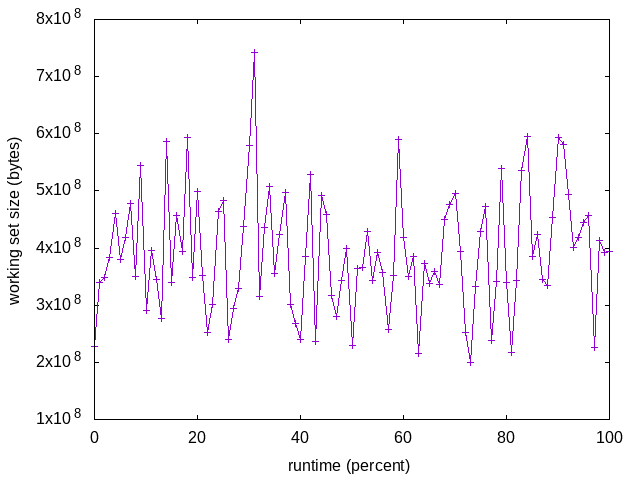 8x10^8
7x10^8
6x10^8
5x10^8
4x10^8
3x10^8
2x10^8
1x10^8
working set size (bytes)
0 20 40 60 80 100
runtime (percent)